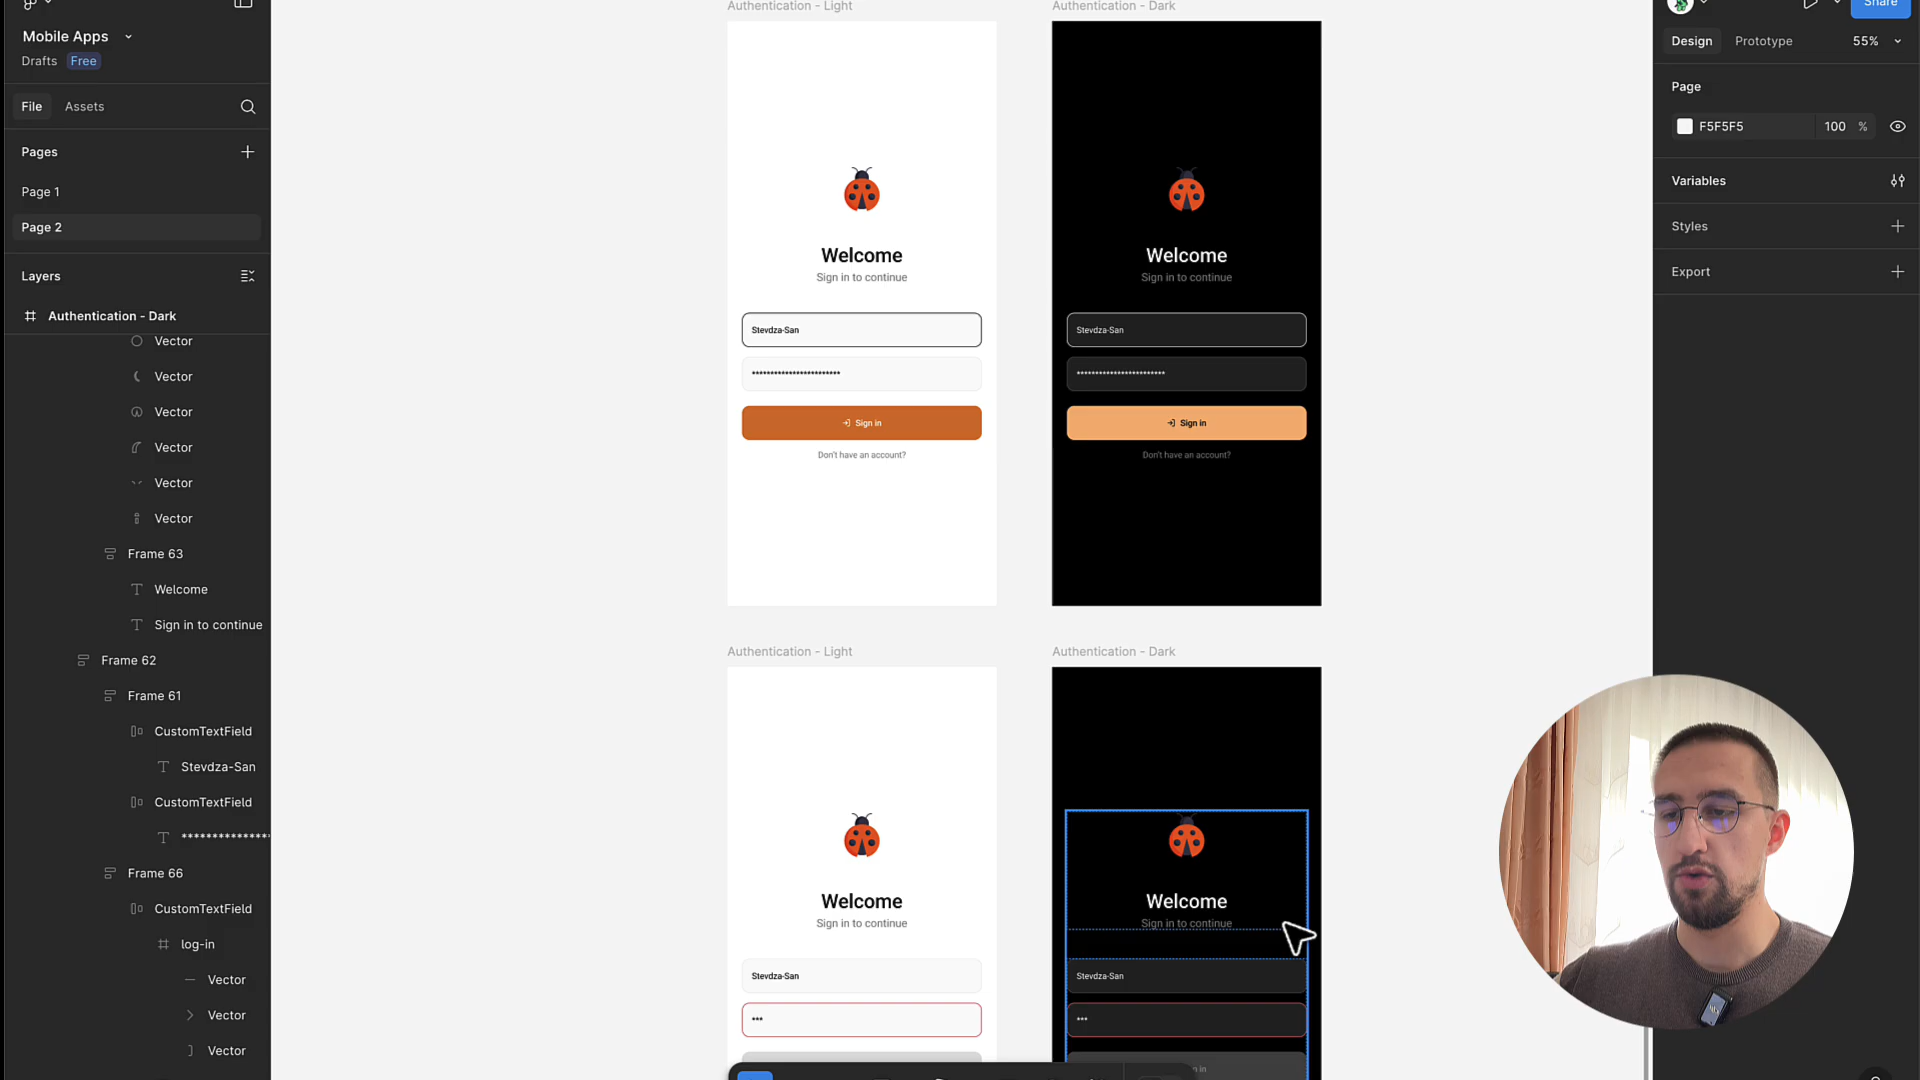 Mobile Apps
Drafts Free
File Assets
Pages
Page 1
Page 2
Layers
Authentication - Dark
Vector
Vector
Vector
Vector
Vector
Vector
Frame 63
Welcome
Sign in to continue
Frame 62
Frame 61
CustomTextField
Stevdza-San
CustomTextField
***************
Frame 66
CustomTextField
log-in
Vector
Vector
Vector
Authentication - Light
Welcome
Sign in to continue
Stevdza-San
************************
Sign in
Don't have an account?
Authentication - Dark
Welcome
Sign in to continue
Stevdza-San
************************
Sign in
Don't have an account?
Authentication - Light
Welcome
Sign in to continue
Stevdza-San
***
Authentication - Dark
Welcome
Sign in to continue
Stevdza-San
***
in
Share
Design Prototype 55%
Page
F5F5F5 100 %
Variables
Styles
Export